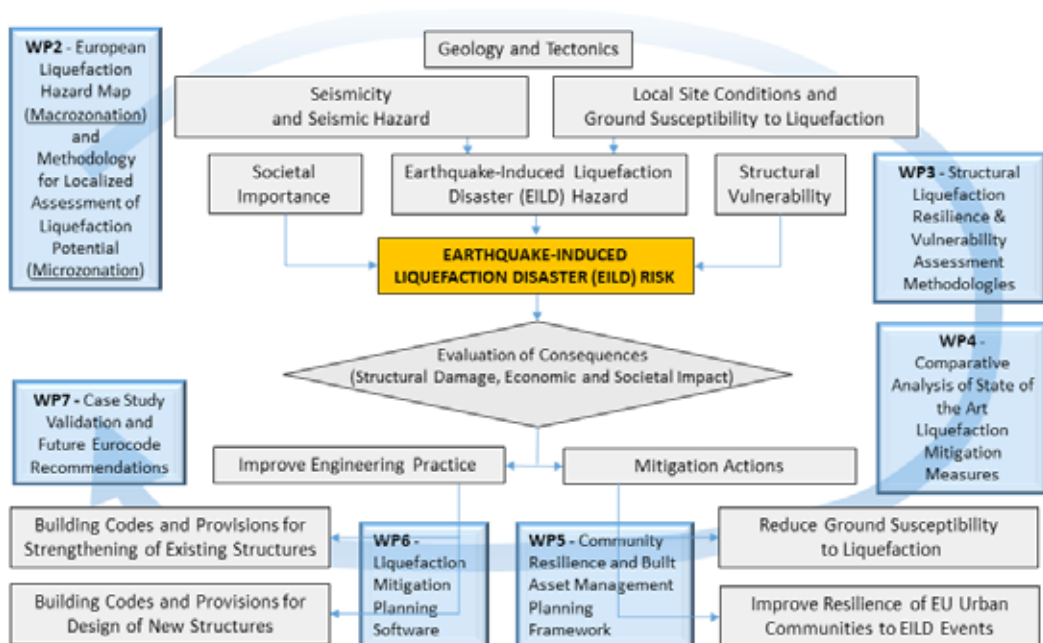 WP2 - European
Liquefaction
Hazard Map
(Macrozonation)
and
Methodology
for Localized
Assessment of
Liquefaction
Potential
(Microzonation)
Geology and Tectonics
Seismicity
and Seismic Hazard
Local Site Conditions and
Ground Susceptibility to Liquefaction
Societal
Importance
Earthquake-Induced Liquefaction
Disaster (EILD) Hazard
Structural
Vulnerability
WP3 - Structural
Liquefaction
Resilience &
Vulnerability
Assessment
Methodologies
EARTHQUAKE-INDUCED
LIQUEFACTION DISASTER (EILD) RISK
Evaluation of Consequences
(Structural Damage, Economic and Societal Impact)
WP4 -
Comparative
Analysis of State
of the Art
Liquefaction
Mitigation
Measures
WP7 - Case Study
Validation and
Future Eurocode
Recommendations
Improve Engineering Practice
Mitigation Actions
Building Codes and Provisions for
Strengthening of Existing Structures
WP6 -
Liquefaction
Mitigation
Planning
Software
WP5 - Community
Resilience and Built
Asset Management
Planning
Framework
Reduce Ground Susceptibility
to Liquefaction
Building Codes and Provisions for
Design of New Structures
Improve Resilience of EU Urban
Communities to EILD Events